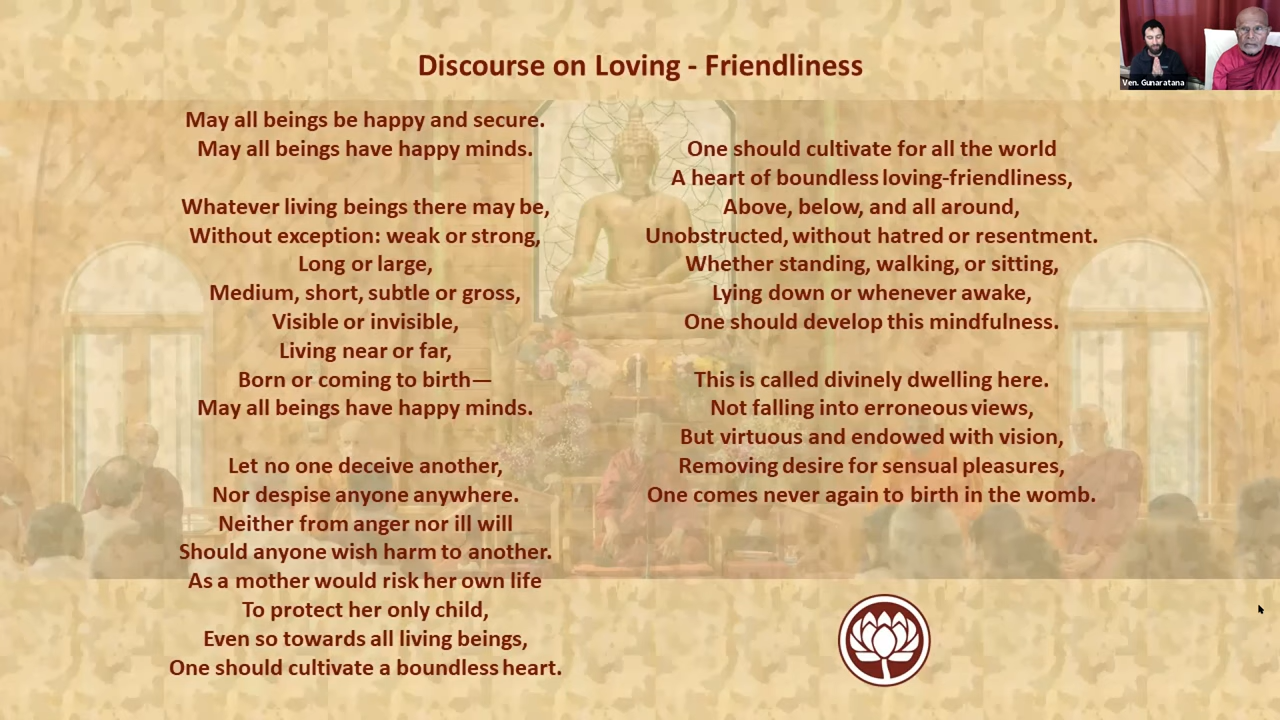 Discourse on Loving - Friendliness
May all beings be happy and secure.
May all beings have happy minds.
Whatever living beings there may be,
Without exception: weak or strong,
Long or large,
Medium, short, subtle or gross,
Visible or invisible,
Living near or far,
Born or coming to birth—
May all beings have happy minds.
Let no one deceive another,
Nor despise anyone anywhere.
Neither from anger nor ill will
Should anyone wish harm to another.
As a mother would risk her own life
To protect her only child,
Even so towards all living beings,
One should cultivate a boundless heart.
One should cultivate for all the world
A heart of boundless loving-friendliness,
Above, below, and all around,
Unobstructed, without hatred or resentment.
Whether standing, walking, or sitting,
Lying down or whenever awake,
One should develop this mindfulness.
This is called divinely dwelling here.
Not falling into erroneous views,
But virtuous and endowed with vision,
Removing desire for sensual pleasures,
One comes never again to birth in the womb.
Ven. Gunaratana